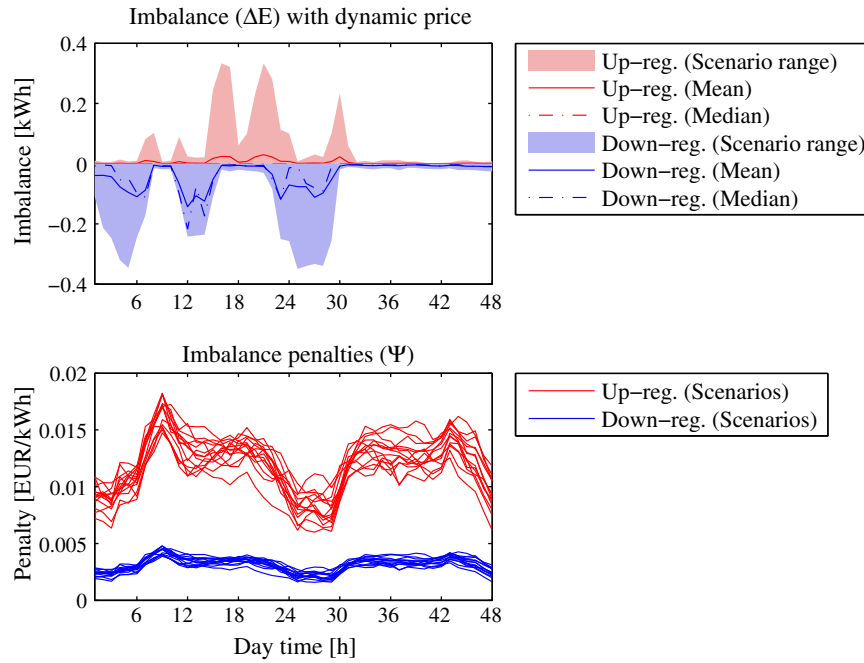 Imbalance (ΔE) with dynamic price
Imbalance [kWh]
0.4
0.2
0
−0.2
−0.4
6 12 18 24 30 36 42 48
Up−reg. (Scenario range)
Up−reg. (Mean)
Up−reg. (Median)
Down−reg. (Scenario range)
Down−reg. (Mean)
Down−reg. (Median)
Imbalance penalties (Ψ)
Penalty [EUR/kWh]
0.02
0.015
0.01
0.005
0
6 12 18 24 30 36 42 48
Day time [h]
Up−reg. (Scenarios)
Down−reg. (Scenarios)